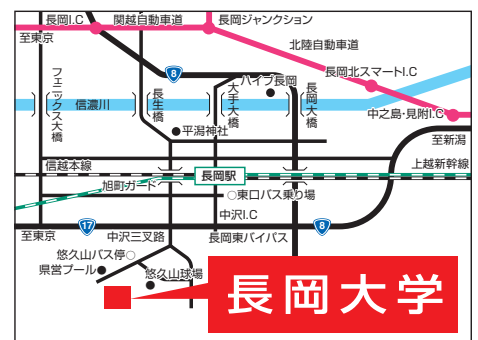 長岡I.C
関越自動車道
長岡ジャンクション
至東京
北陸自動車道
8
長岡北スマートI.C
ハイブ長岡
フェニックス大橋
信濃川
長生橋
大手大橋
長岡大橋
中之島・見附I.C
平潟神社
至新潟
信越本線
上越新幹線
長岡駅
旭町ガード
東口バス乗り場
中沢I.C
17
8
至東京
中沢三叉路
長岡東バイパス
悠久山バス停
県営プール
悠久山球場
長岡大学